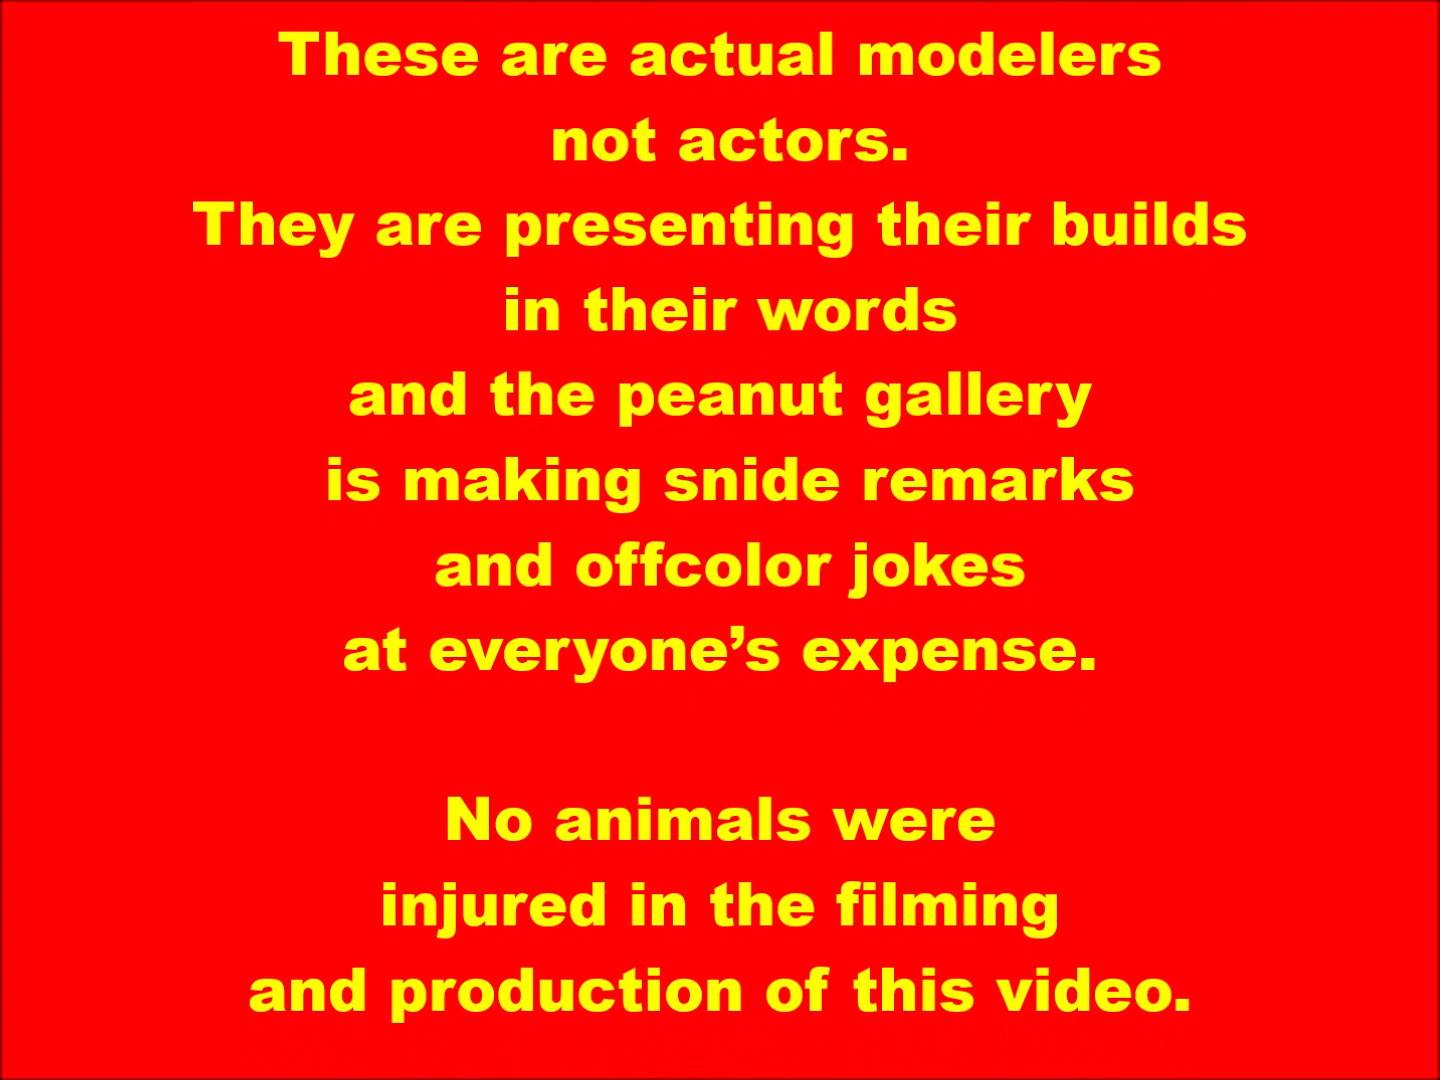 These are actual modelers
not actors.
They are presenting their builds
in their words
and the peanut gallery
is making snide remarks
and offcolor jokes
at everyone’s expense.
No animals were
injured in the filming
and production of this video.